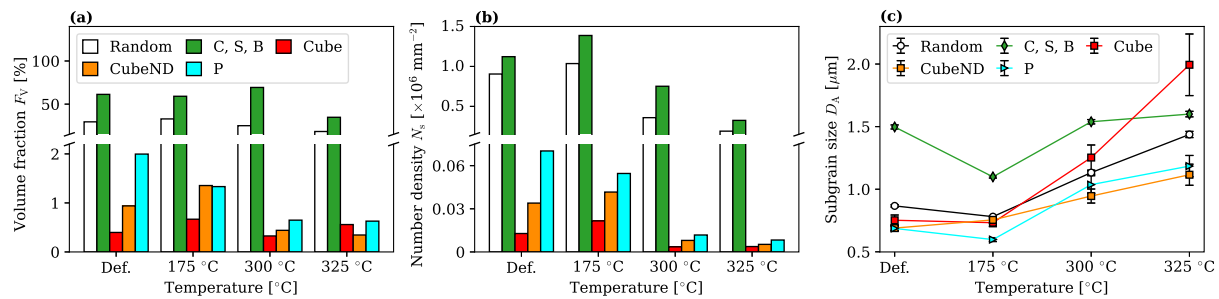 (a)
Volume fraction F_V [%]
100
50
2
1
0
Random
C, S, B
Cube
CubeND
P
Def.
175 °C
300 °C
325 °C
Temperature [°C]
(b)
Number density N_s [×10⁶ mm⁻²]
1.5
1.0
0.5
0.06
0.03
0
Def.
175 °C
300 °C
325 °C
Temperature [°C]
(c)
Subgrain size D_A [μm]
2.0
1.5
1.0
0.5
Random
C, S, B
Cube
CubeND
P
Def.
175 °C
300 °C
325 °C
Temperature [°C]